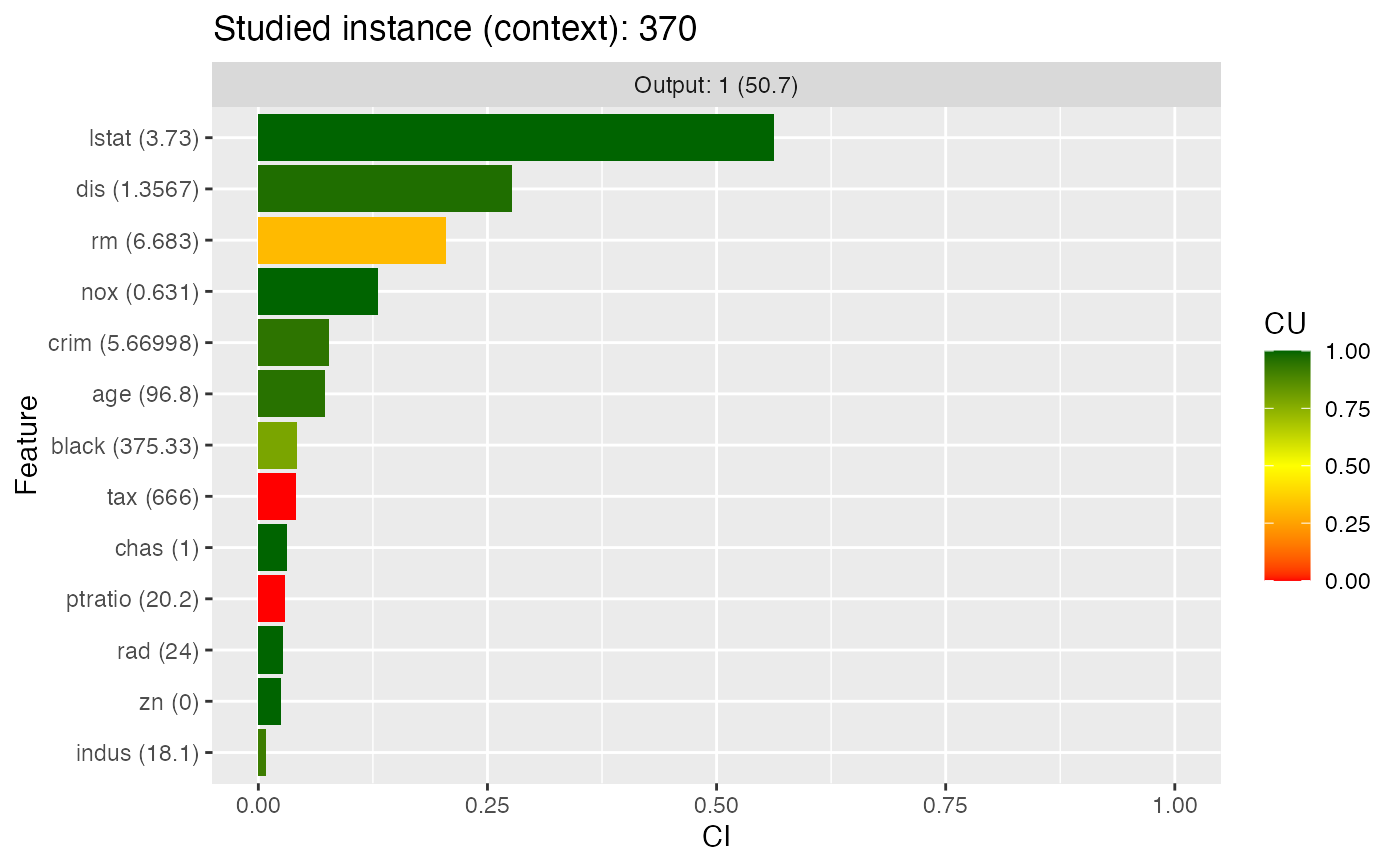 Studied instance (context): 370
Output: 1 (50.7)
lstat (3.73)
dis (1.3567)
rm (6.683)
nox (0.631)
crim (5.66998)
age (96.8)
black (375.33)
tax (666)
chas (1)
ptratio (20.2)
rad (24)
zn (0)
indus (18.1)
Feature
0.00 0.25 0.50 0.75 1.00
CI
CU
1.00
0.75
0.50
0.25
0.00